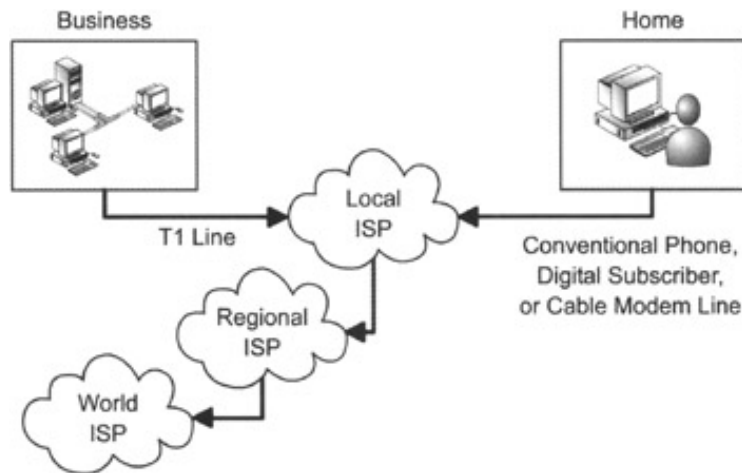 Business
Home
Local
ISP
T1 Line
Conventional Phone,
Digital Subscriber,
or Cable Modem Line
Regional
ISP
World
ISP